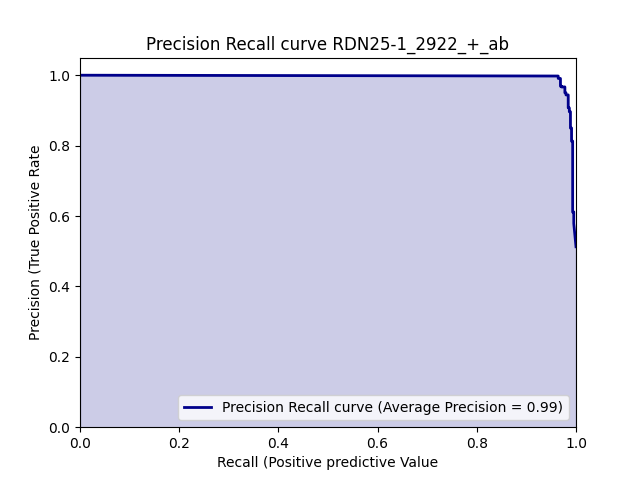 Precision Recall curve RDN25-1_2922_+_ab
Precision (True Positive Rate
1.0
0.8
0.6
0.4
0.2
0.0
Precision Recall curve (Average Precision = 0.99)
0.0 0.2 0.4 0.6 0.8 1.0
Recall (Positive predictive Value